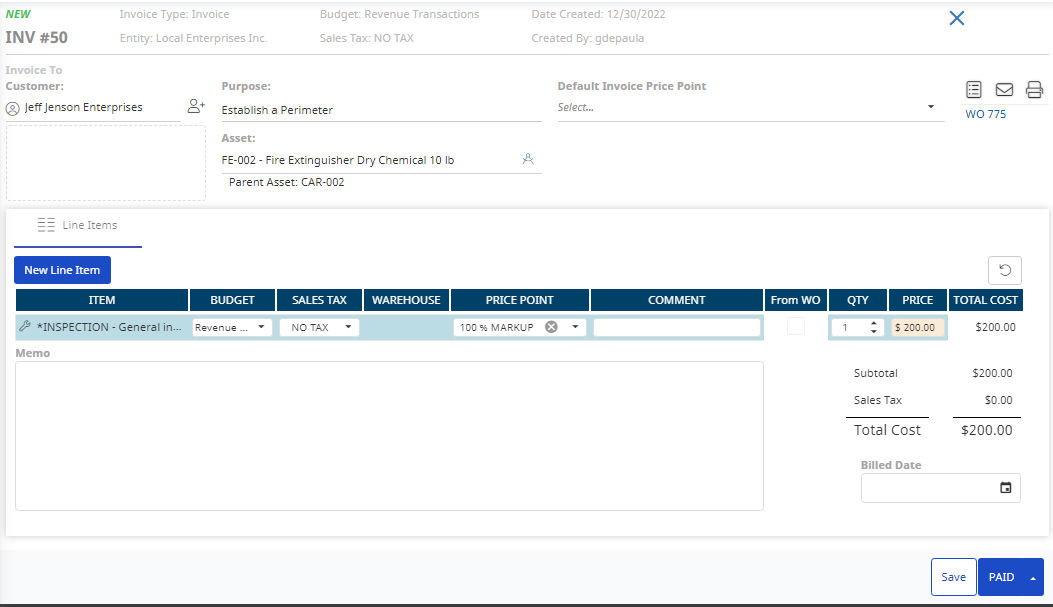 NEW
Invoice Type: Invoice
Budget: Revenue Transactions
Date Created: 12/30/2022
INV #50
Entity: Local Enterprises Inc.
Sales Tax: NO TAX
Created By: gdepaula
Invoice To
Customer:
Jeff Jenson Enterprises
Purpose:
Establish a Perimeter
Default Invoice Price Point
Select...
WO 775
Asset:
FE-002 - Fire Extinguisher Dry Chemical 10 lb
Parent Asset: CAR-002
Line Items
New Line Item
ITEM BUDGET SALES TAX WAREHOUSE PRICE POINT COMMENT From WO QTY PRICE TOTAL COST
*INSPECTION - General in... Revenue ... NO TAX 100 % MARKUP 1 $ 200.00 $200.00
Memo
Subtotal $200.00
Sales Tax $0.00
Total Cost $200.00
Billed Date
Save
PAID